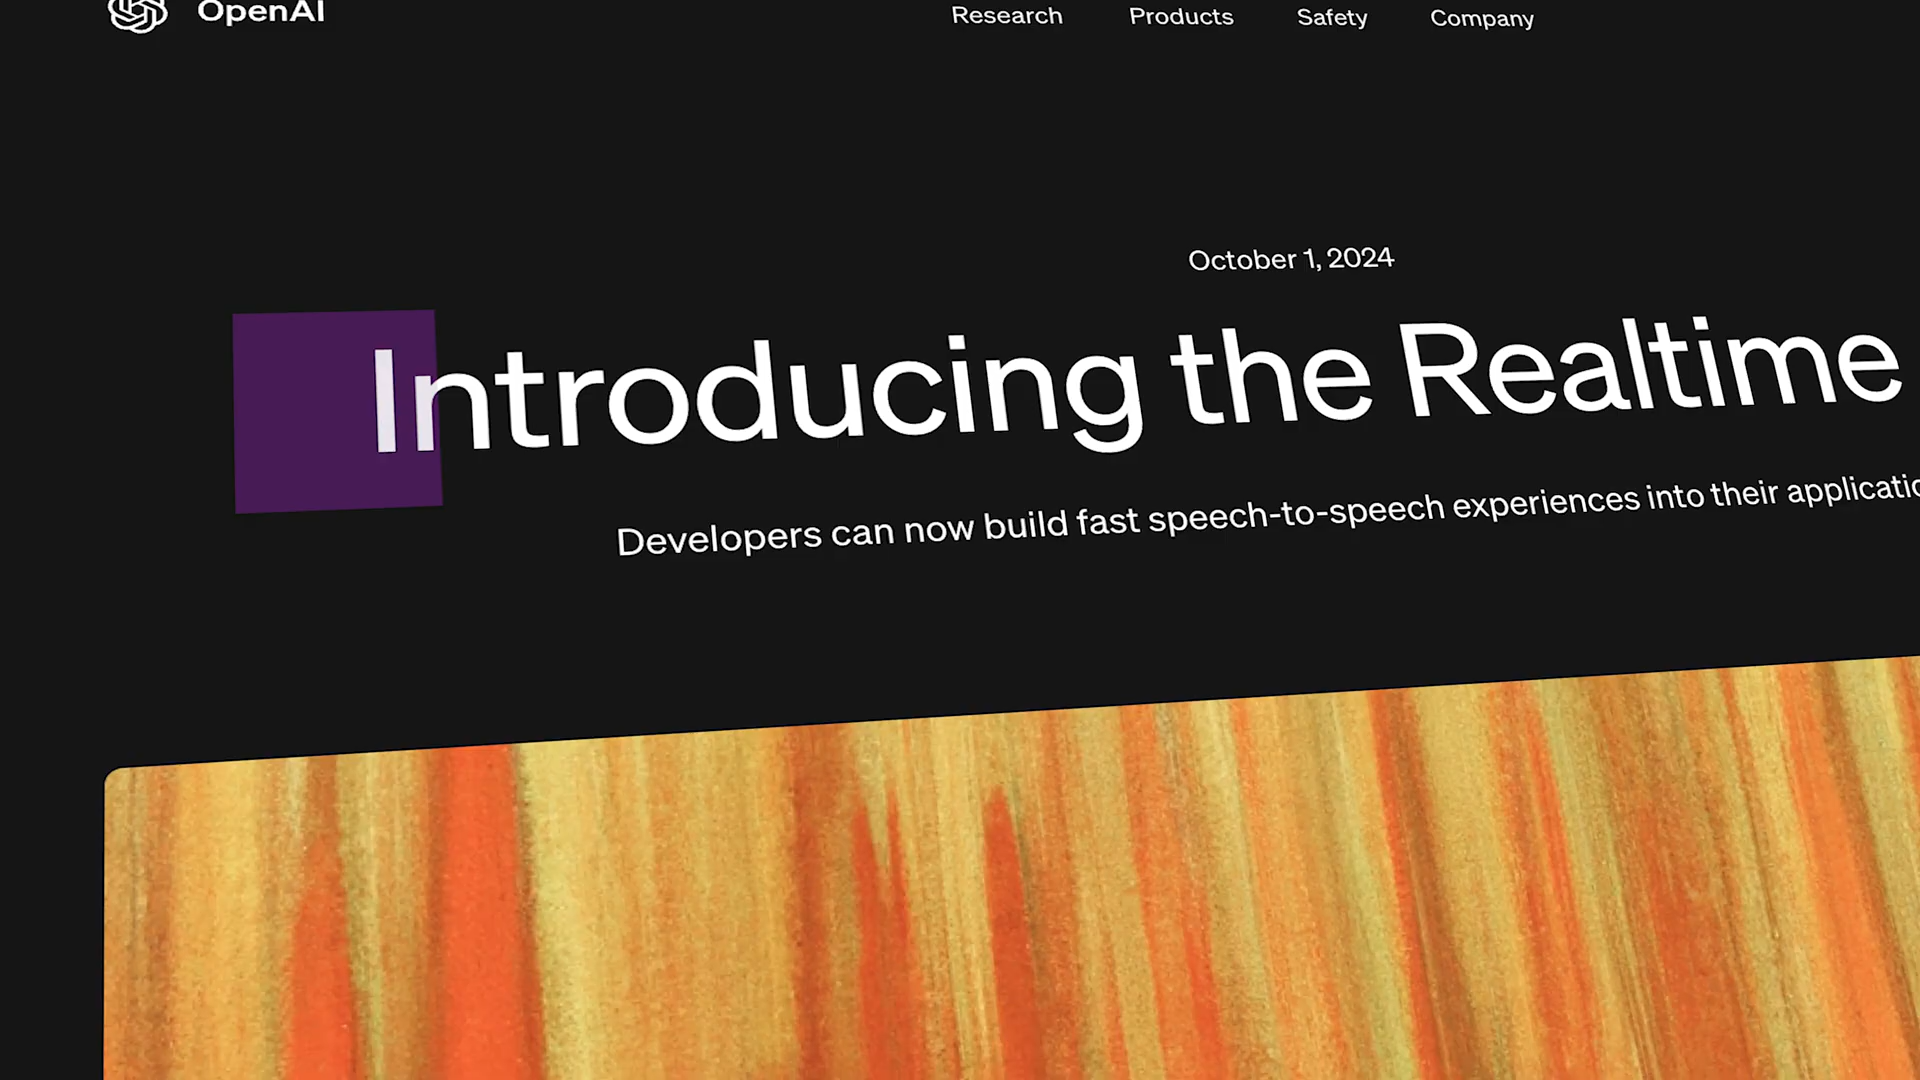 OpenAI
Research Products Safety Company
October 1, 2024
Introducing the Realtime
Developers can now build fast speech-to-speech experiences into their